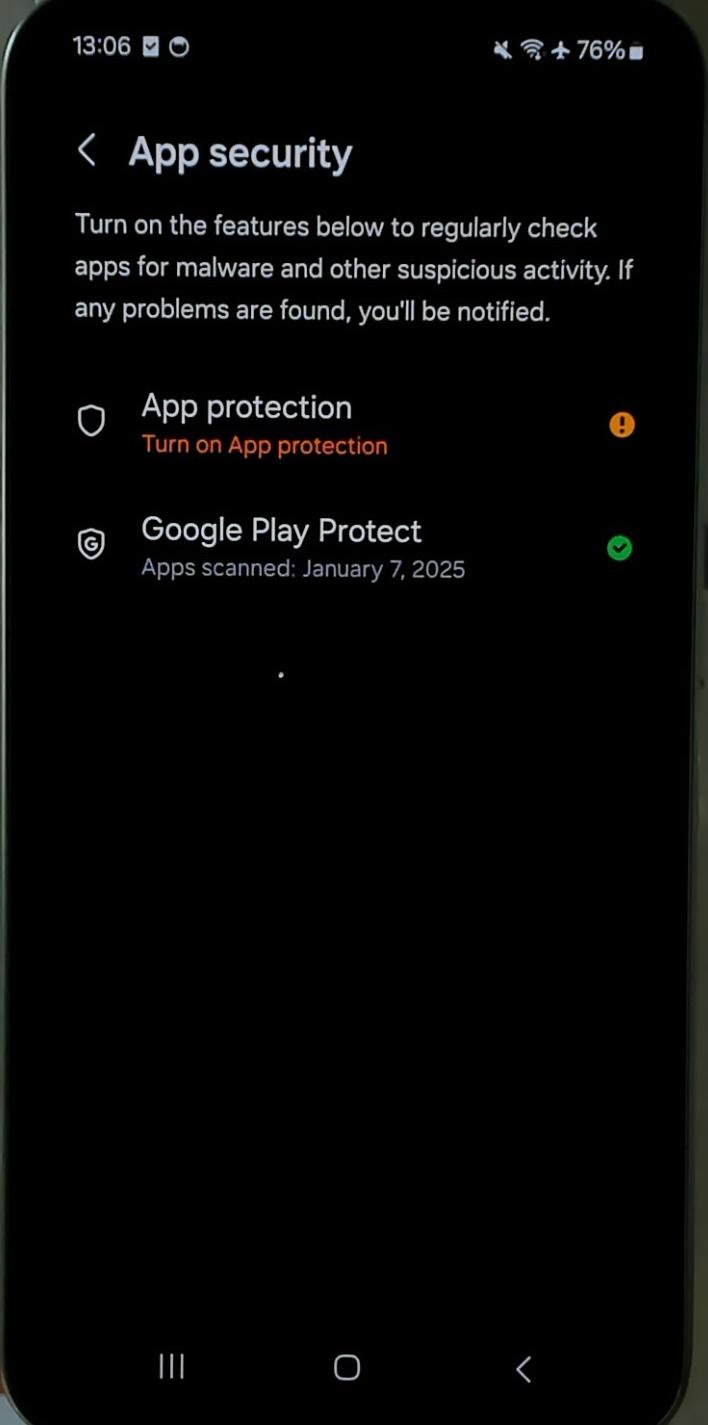 13:06
76%
App security
Turn on the features below to regularly check
apps for malware and other suspicious activity. If
any problems are found, you'll be notified.
App protection
Turn on App protection
Google Play Protect
Apps scanned: January 7, 2025